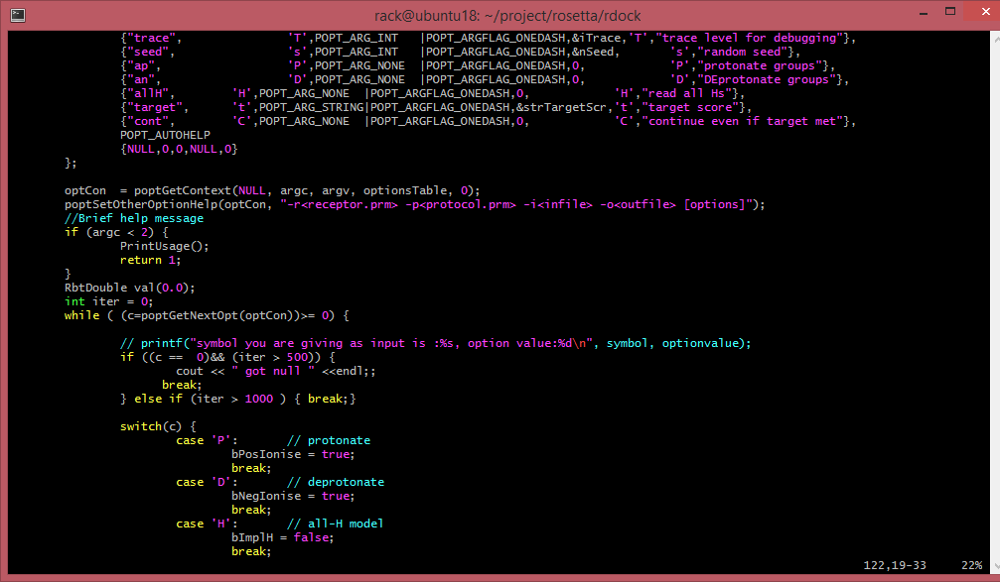 rack@ubuntu18: ~/project/rosetta/rdock
{"trace", 'T',POPT_ARG_INT |POPT_ARGFLAG_ONEDASH,&iTrace,'T',"trace level for debugging"},
{"seed", 's',POPT_ARG_INT |POPT_ARGFLAG_ONEDASH,&nSeed, 's',"random seed"},
{"ap", 'P',POPT_ARG_NONE |POPT_ARGFLAG_ONEDASH,0, 'P',"protonate groups"},
{"an", 'D',POPT_ARG_NONE |POPT_ARGFLAG_ONEDASH,0, 'D',"DEprotonate groups"},
{"allH", 'H',POPT_ARG_NONE |POPT_ARGFLAG_ONEDASH,0, 'H',"read all Hs"},
{"target", 't',POPT_ARG_STRING|POPT_ARGFLAG_ONEDASH,&strTargetScr,'t',"target score"},
{"cont", 'C',POPT_ARG_NONE |POPT_ARGFLAG_ONEDASH,0, 'C',"continue even if target met"},
POPT_AUTOHELP
{NULL,0,0,NULL,0}
};
optCon = poptGetContext(NULL, argc, argv, optionsTable, 0);
poptSetOtherOptionHelp(optCon, "-r<receptor.prm> -p<protocol.prm> -i<infile> -o<outfile> [options]");
//Brief help message
if (argc < 2) {
PrintUsage();
return 1;
}
RbtDouble val(0.0);
int iter = 0;
while ( (c=poptGetNextOpt(optCon))>= 0) {
// printf("symbol you are giving as input is :%s, option value:%d\n", symbol, optionvalue);
if ((c == 0)&& (iter > 500)) {
cout << " got null " <<endl;;
break;
} else if (iter > 1000 ) { break;}
switch(c) {
case 'P': // protonate
bPosIonise = true;
break;
case 'D': // deprotonate
bNegIonise = true;
break;
case 'H': // all-H model
bImplH = false;
break;
122,19-33 22%